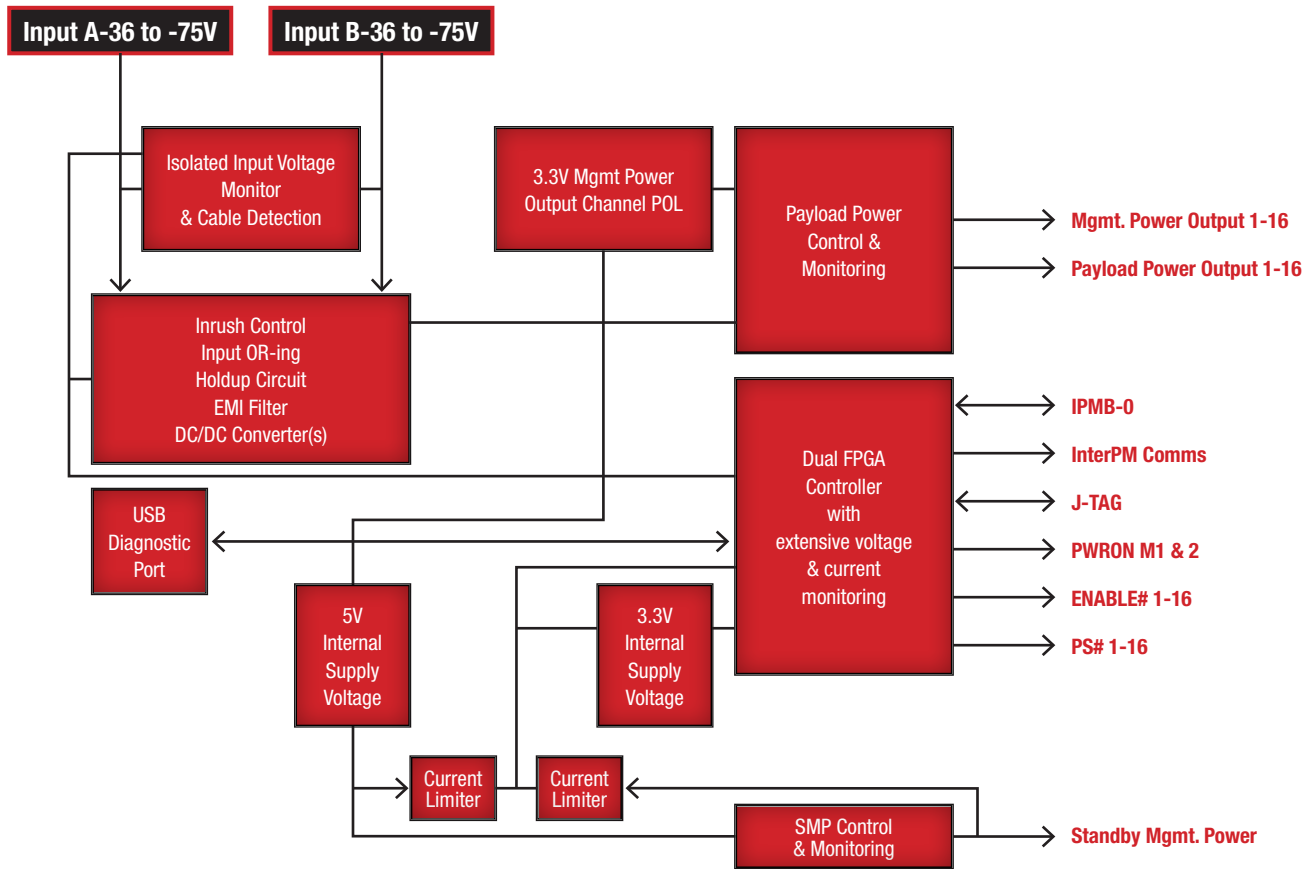 Input A-36 to -75V
Input B-36 to -75V
Isolated Input Voltage
Monitor
& Cable Detection
3.3V Mgmt Power
Output Channel POL
Payload Power
Control &
Monitoring
Mgmt. Power Output 1-16
Payload Power Output 1-16
Inrush Control
Input OR-ing
Holdup Circuit
EMI Filter
DC/DC Converter(s)
Dual FPGA
Controller
with
extensive voltage
& current
monitoring
IPMB-0
InterPM Comms
J-TAG
PWRON M1 & 2
ENABLE# 1-16
PS# 1-16
USB
Diagnostic
Port
5V
Internal
Supply
Voltage
3.3V
Internal
Supply
Voltage
Current
Limiter
Current
Limiter
SMP Control
& Monitoring
Standby Mgmt. Power